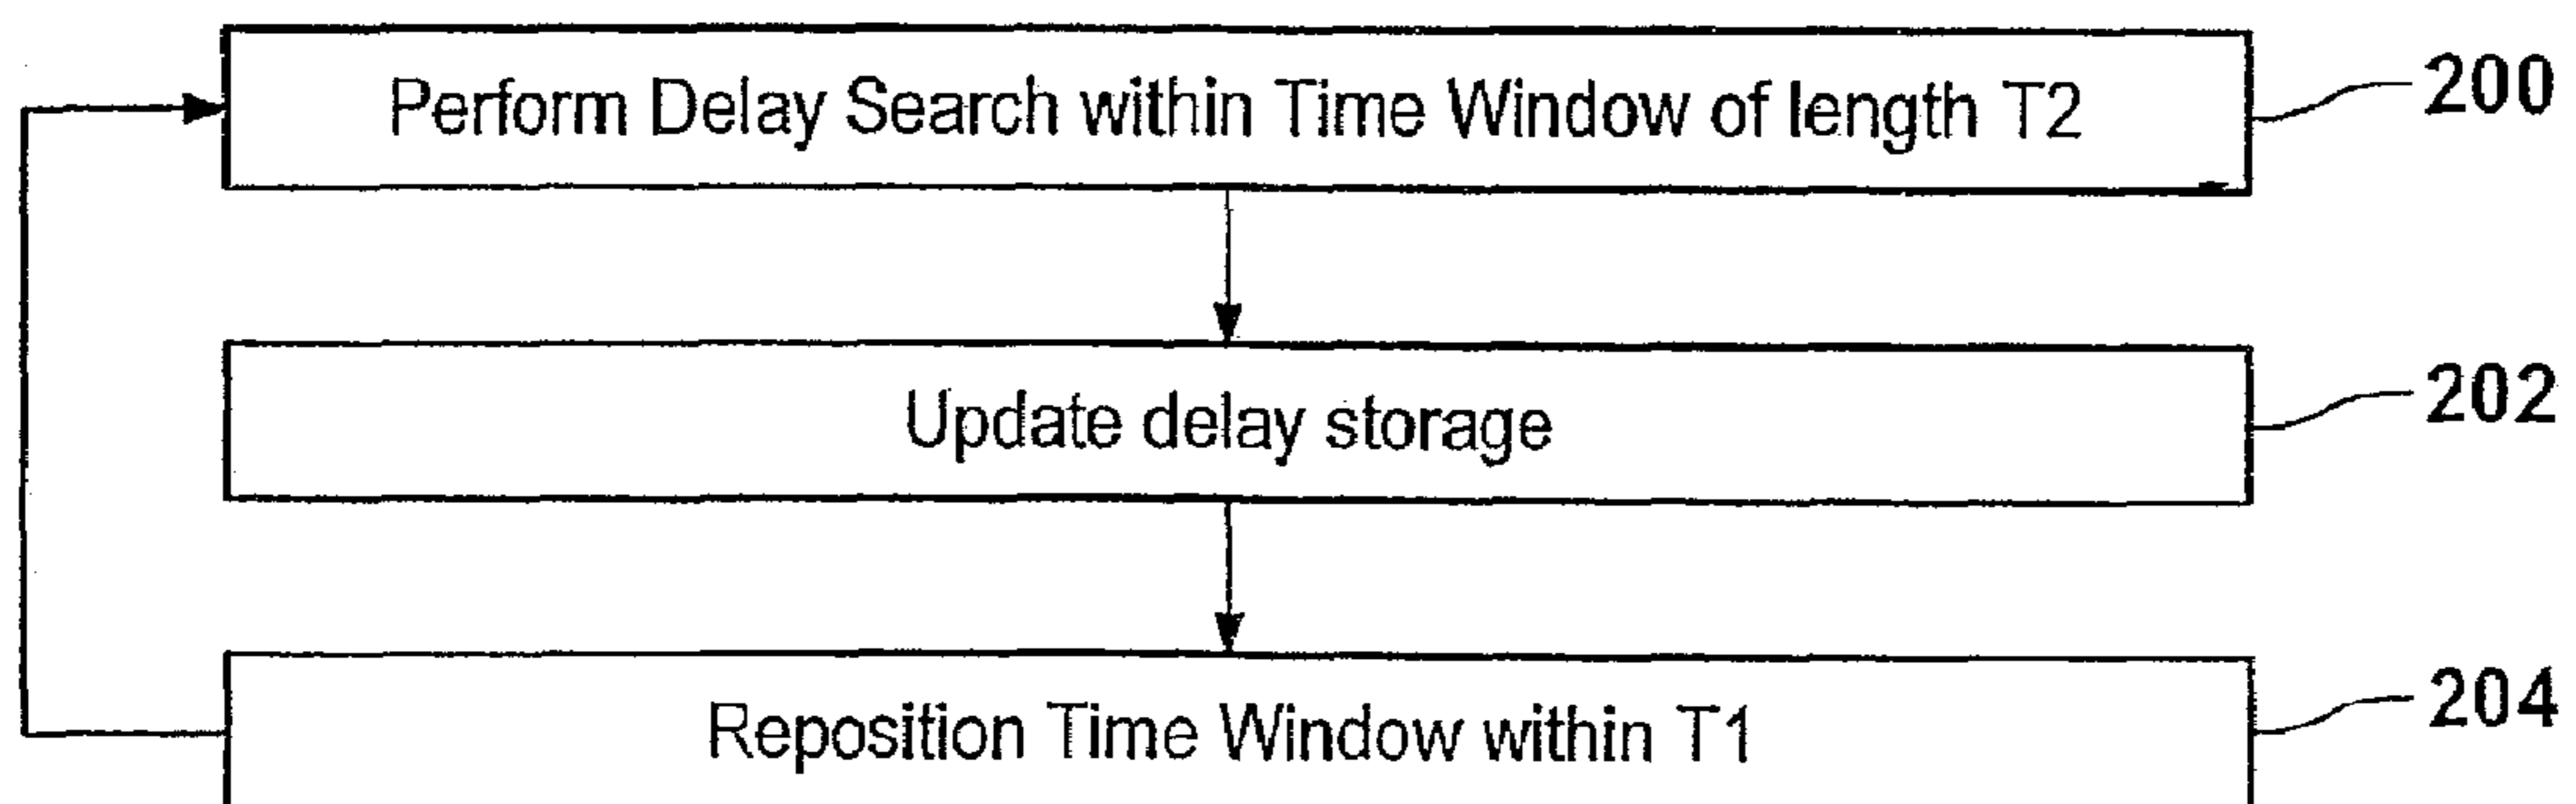 Perform Delay Search within Time Window of length T2
200
Update delay storage
202
Reposition Time Window within T1
204